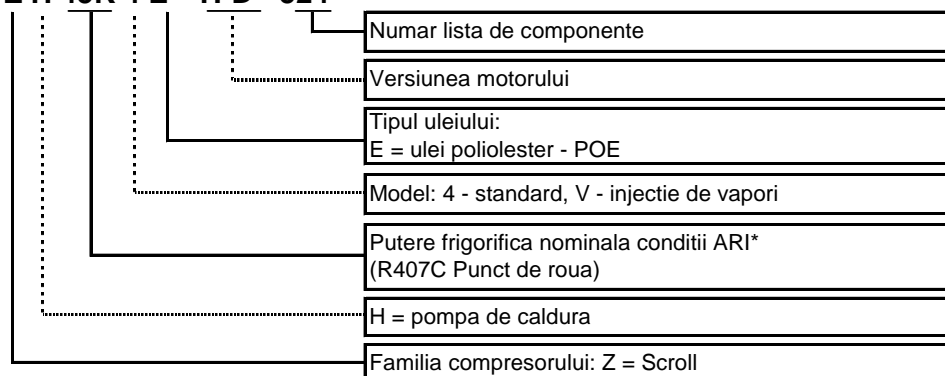 Numar lista de componente
Versiunea motorului
Tipul uleiului:
E = ulei poliolester - POE
Model: 4 - standard, V - injectie de vapori
Putere frigorifica nominala conditii ARI*
(R407C Punct de roua)
H = pompa de caldura
Familia compresorului: Z = Scroll